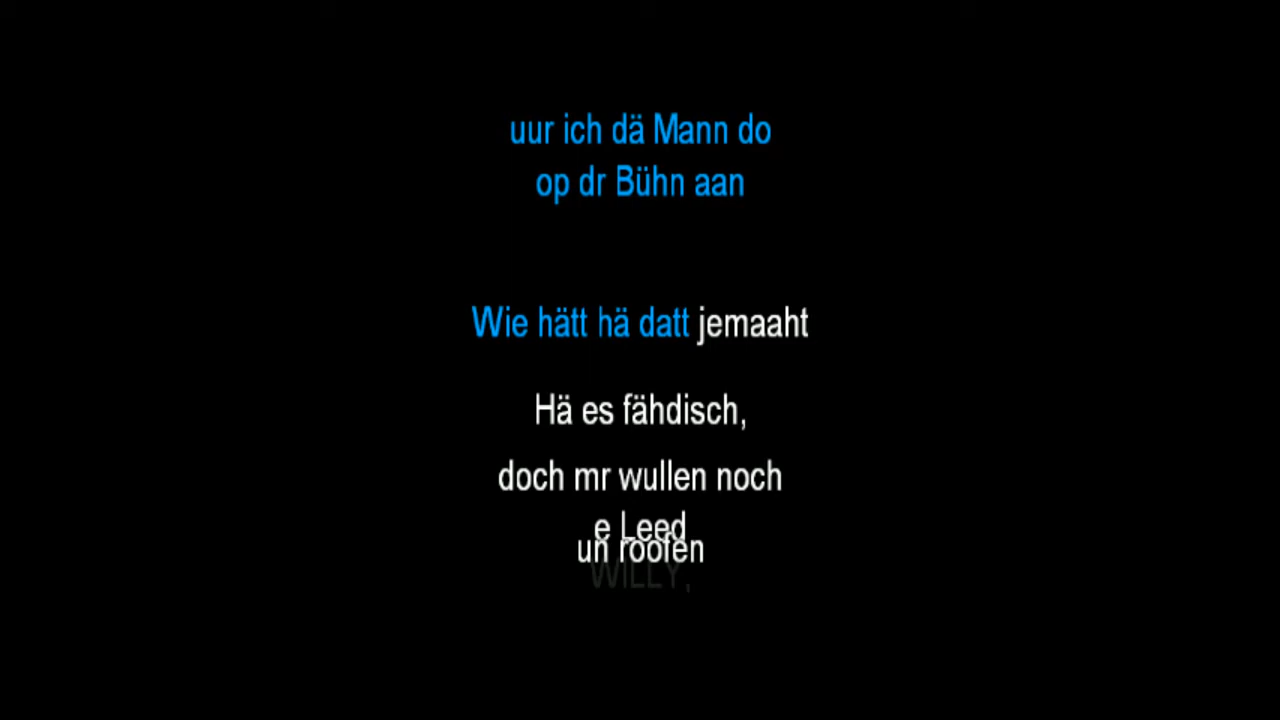 uur ich dä Mann do
op dr Bühn aan
Wie hätt hä datt jemaaht
Hä es fähdisch,
doch mr wullen noch
e Leed
un roofen
WILLY,